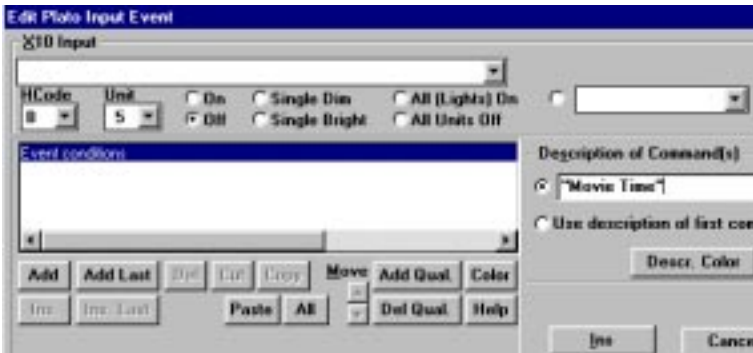 Edit Plato Input Event
X10 Input
HCode Unit On Single Dim All (Lights) On
B 5 Off Single Bright All Units Off
Event conditions
Description of Command(s)
"Movie Time"
Use description of first com
Descr. Color
Add Add Last Del Cut Copy Move Add Qual. Color
Ins Ins Last Paste All Del Qual. Help
Ins Cance